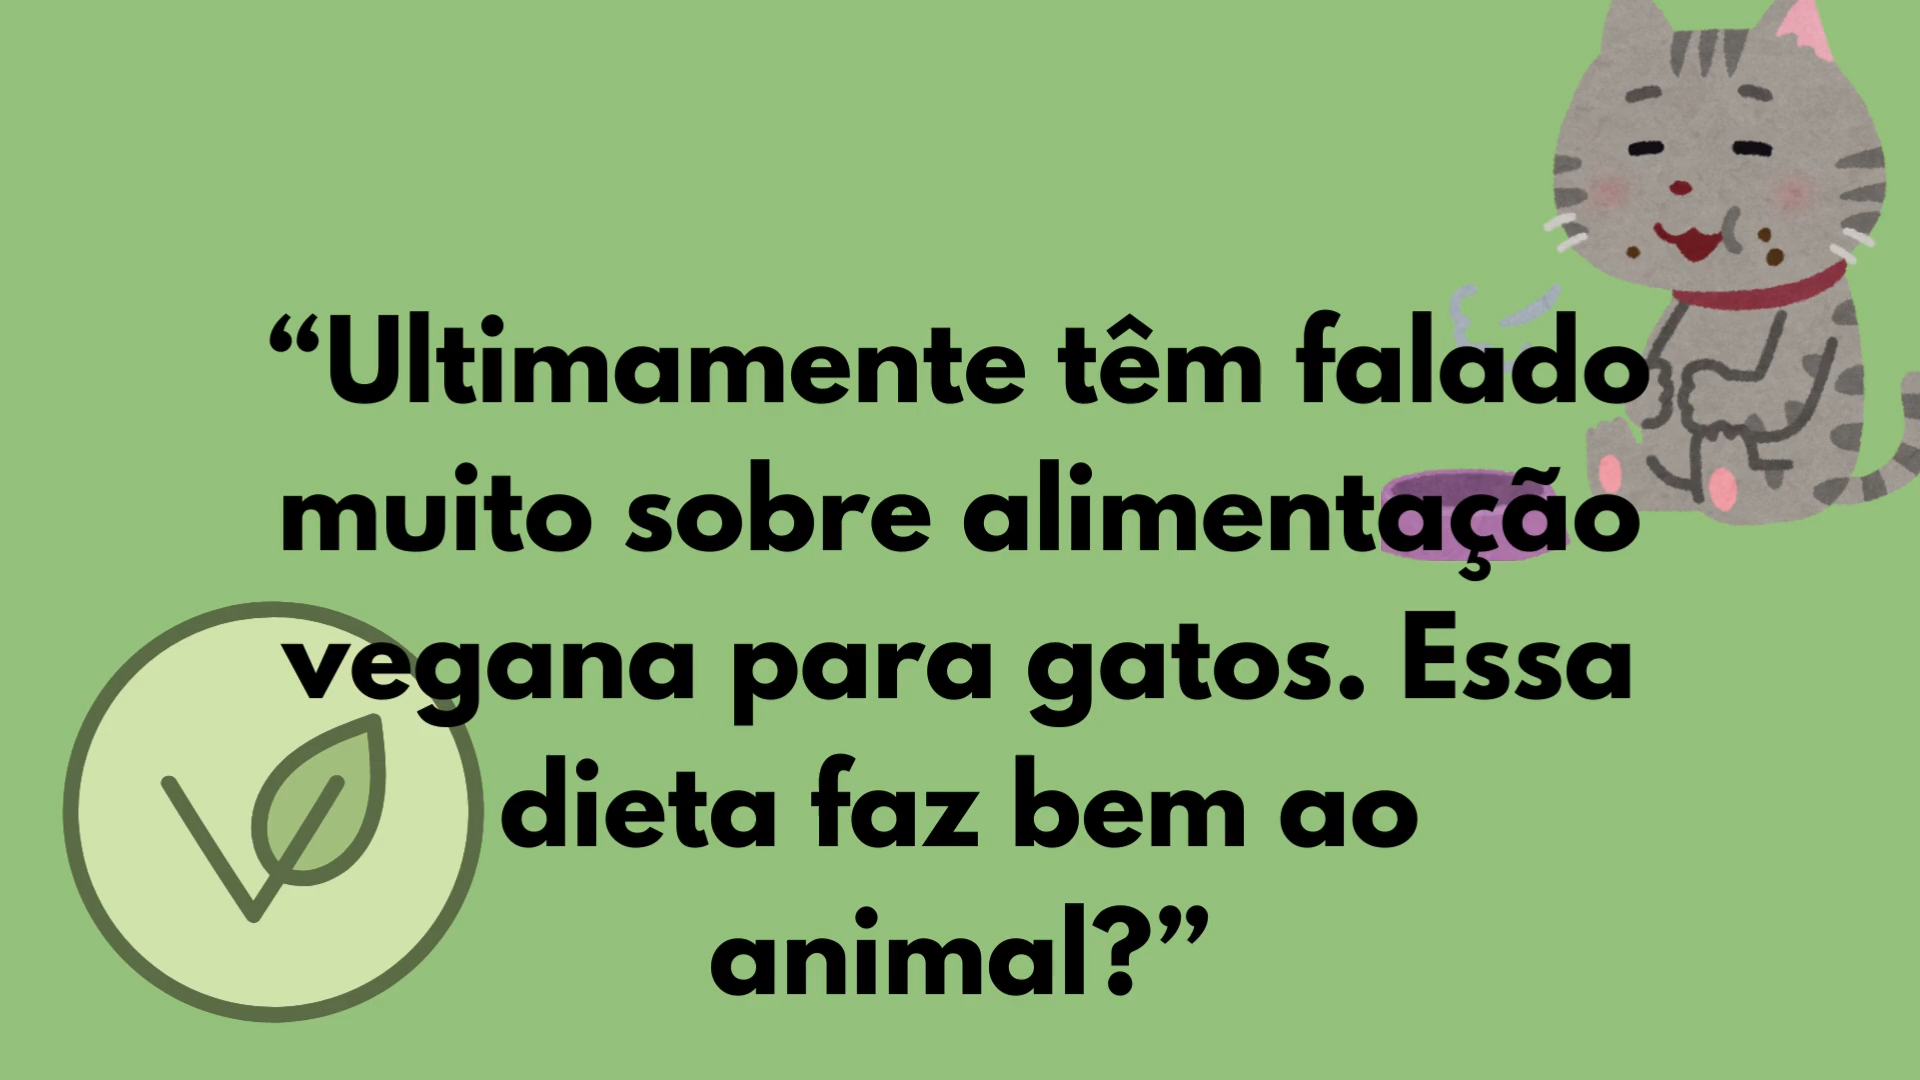 “Ultimamente têm falado
muito sobre alimentação
vegana para gatos. Essa
dieta faz bem ao
animal?”